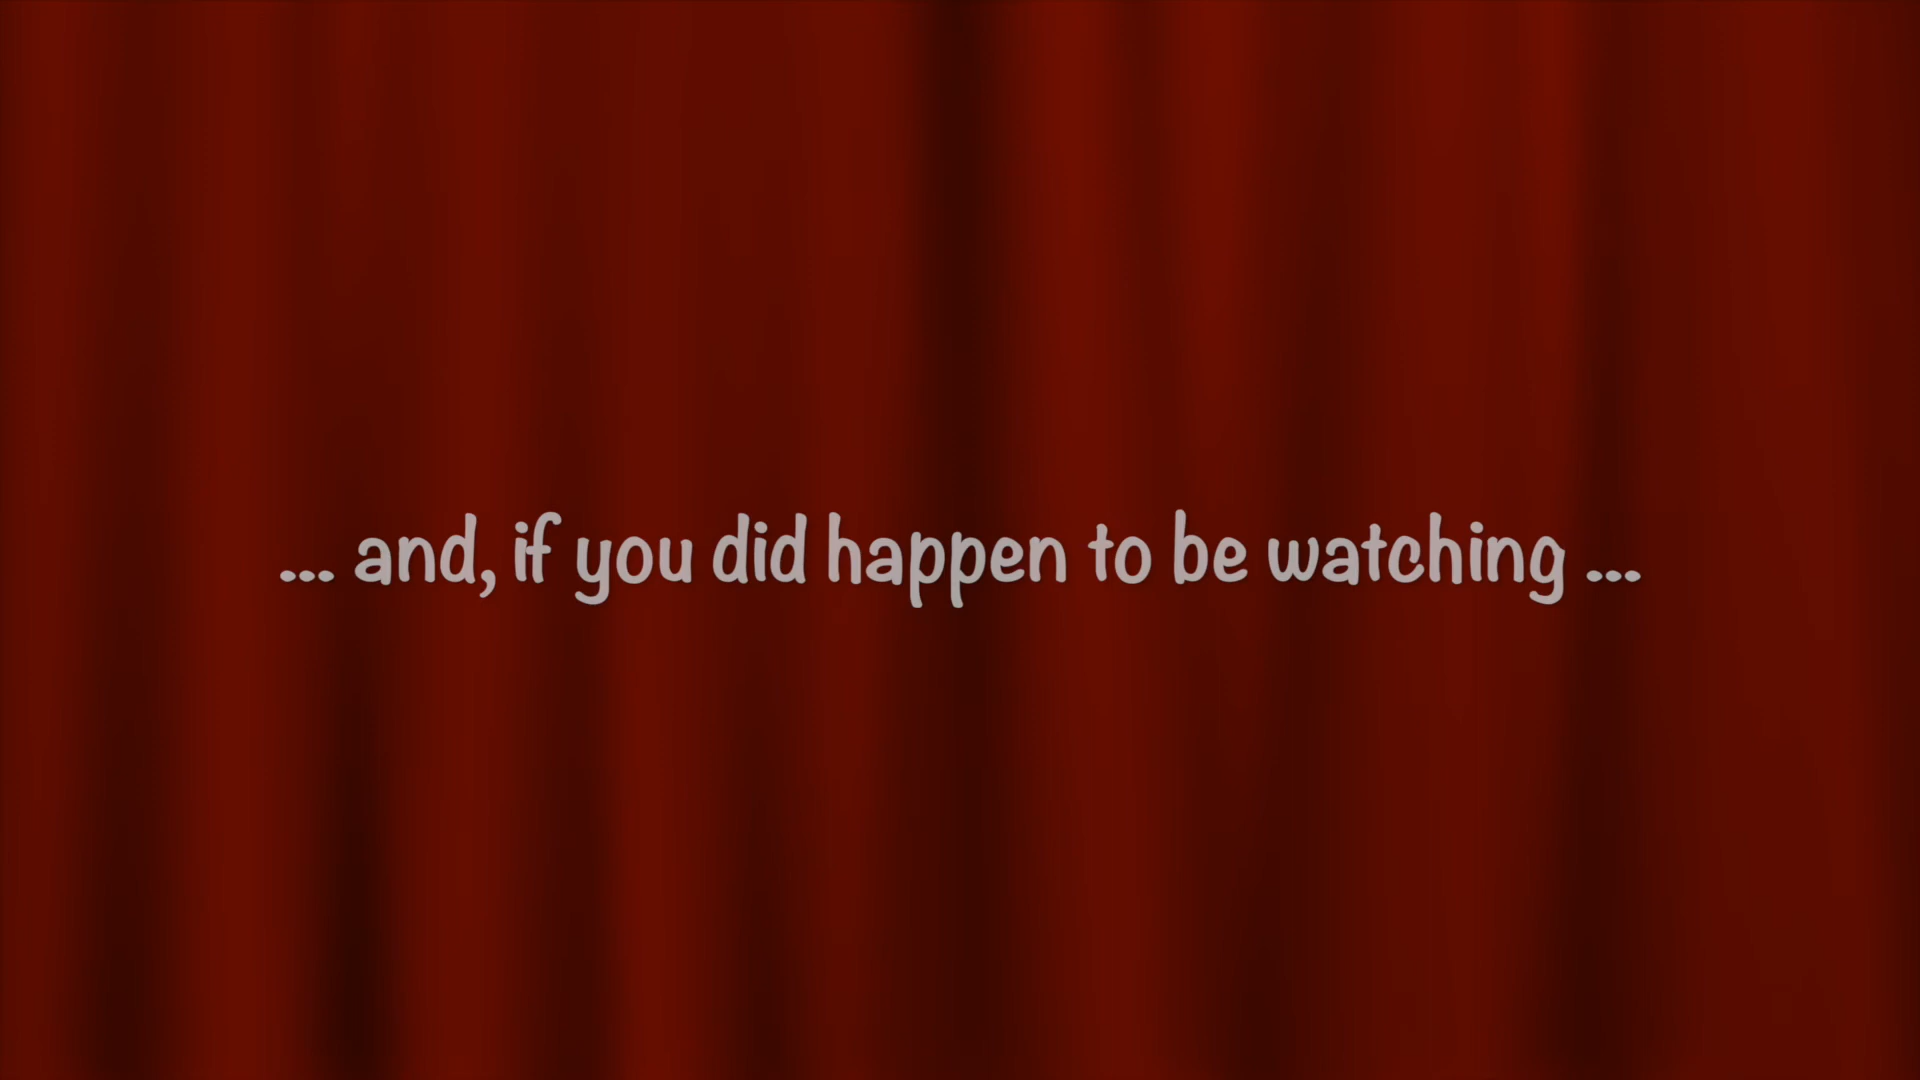 ... and, if you did happen to be watching ...